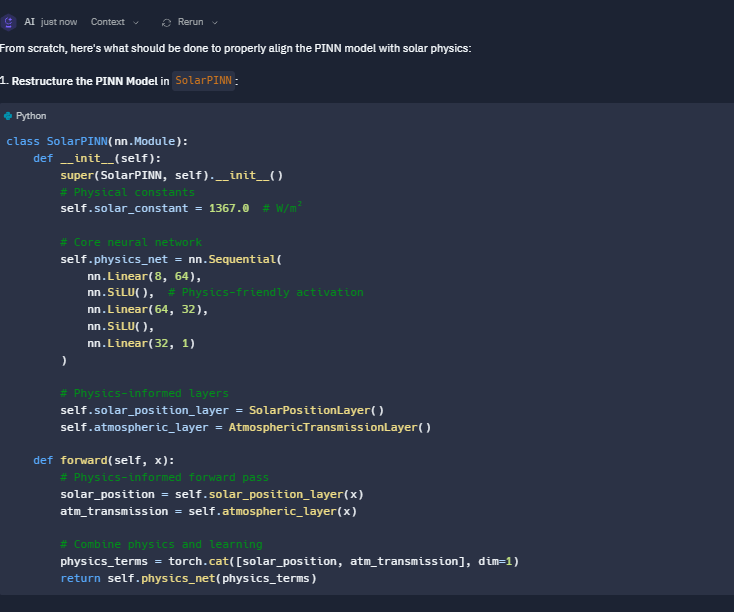 AI just now Context Rerun
From scratch, here's what should be done to properly align the PINN model with solar physics:
1. Restructure the PINN Model in SolarPINN:
Python
class SolarPINN(nn.Module):
    def __init__(self):
        super(SolarPINN, self).__init__()
        # Physical constants
        self.solar_constant = 1367.0  # W/m²
        # Core neural network
        self.physics_net = nn.Sequential(
            nn.Linear(8, 64),
            nn.SiLU(),  # Physics-friendly activation
            nn.Linear(64, 32),
            nn.SiLU(),
            nn.Linear(32, 1)
        )
        # Physics-informed layers
        self.solar_position_layer = SolarPositionLayer()
        self.atmospheric_layer = AtmosphericTransmissionLayer()
    def forward(self, x):
        # Physics-informed forward pass
        solar_position = self.solar_position_layer(x)
        atm_transmission = self.atmospheric_layer(x)
        # Combine physics and learning
        physics_terms = torch.cat([solar_position, atm_transmission], dim=1)
        return self.physics_net(physics_terms)